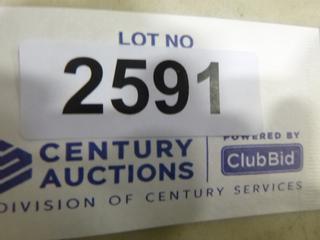 LOT NO
2591
CENTURY AUCTIONS
POWERED BY
ClubBid
DIVISION OF CENTURY SERVICES